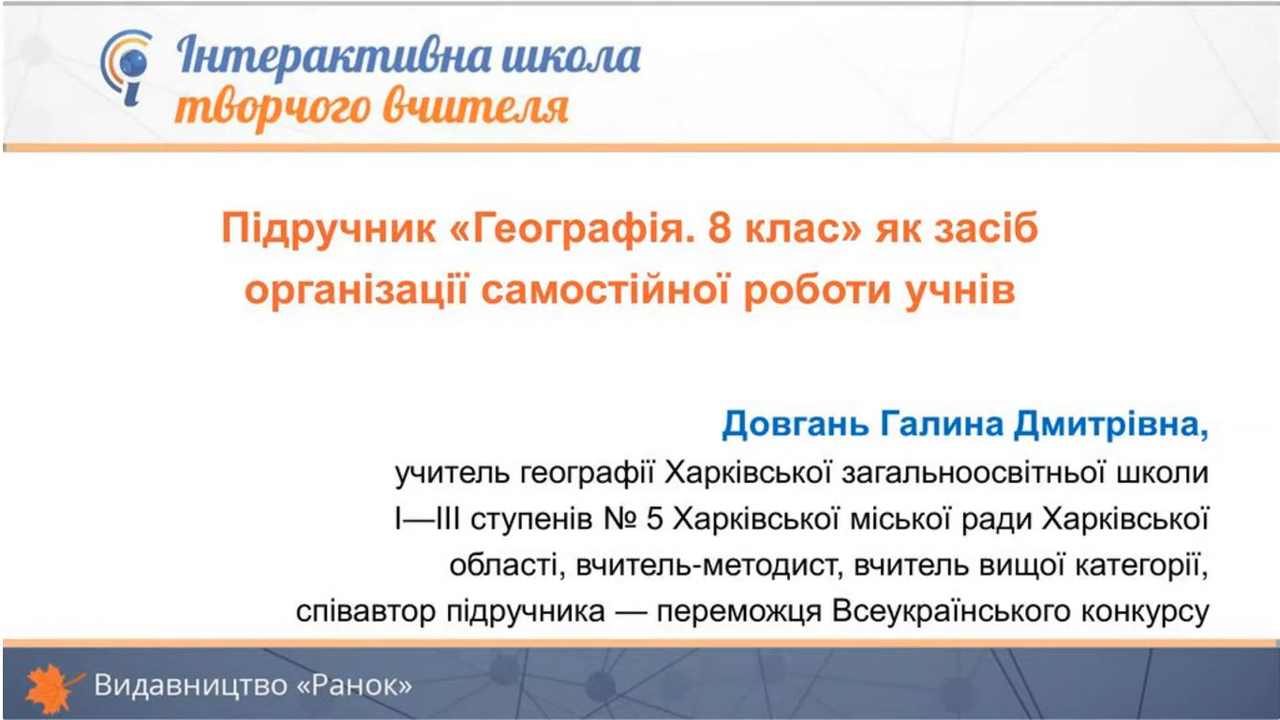 Інтерактивна школа
творчого вчителя
Підручник «Географія. 8 клас» як засіб
організації самостійної роботи учнів
Довгань Галина Дмитрівна,
учитель географії Харківської загальноосвітньої школи
І—ІІІ ступенів № 5 Харківської міської ради Харківської
області, вчитель-методист, вчитель вищої категорії,
співавтор підручника — переможця Всеукраїнського конкурсу
Видавництво «Ранок»